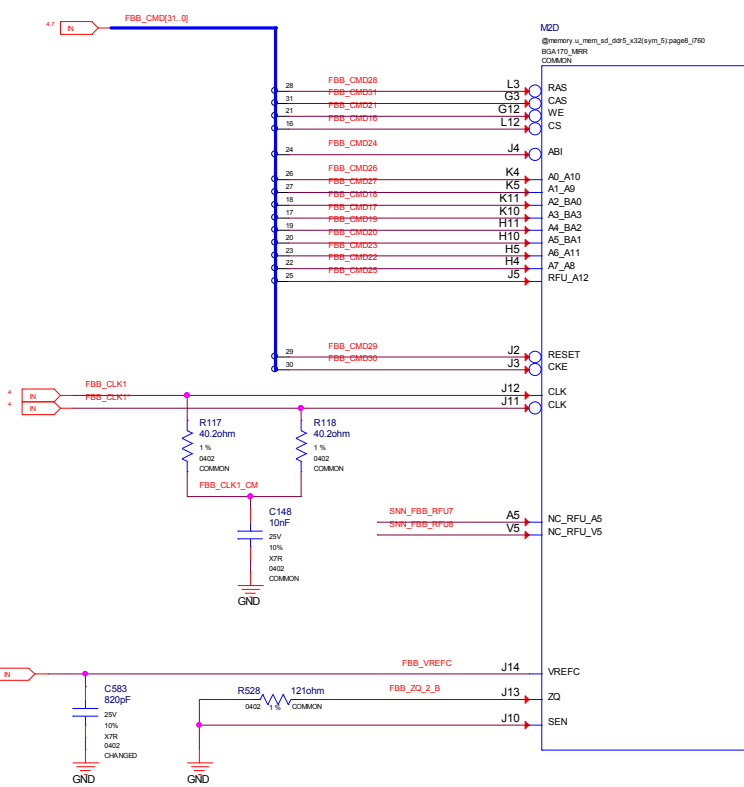 FBB_CMD[31..0]
4,7 IN
M2D
@memory.u_mem_sd_ddr5_x32(sym_5):page8_i760
BGA170_MIRR
COMMON
28 FBB_CMD28 L3 RAS
31 FBB_CMD31 G3 CAS
21 FBB_CMD21 G12 WE
16 FBB_CMD16 L12 CS
24 FBB_CMD24 J4 ABI
26 FBB_CMD26 K4 A0_A10
27 FBB_CMD27 K5 A1_A9
18 FBB_CMD18 K11 A2_BA0
17 FBB_CMD17 K10 A3_BA3
19 FBB_CMD19 H11 A4_BA2
20 FBB_CMD20 H10 A5_BA1
23 FBB_CMD23 H5 A6_A11
22 FBB_CMD22 H4 A7_A8
25 FBB_CMD25 J5 RFU_A12
29 FBB_CMD29 J2 RESET
30 FBB_CMD30 J3 CKE
4 IN FBB_CLK1 J12 CLK
4 IN FBB_CLK1* J11 CLK
R117
40.2ohm
1 %
0402
COMMON
R118
40.2ohm
1 %
0402
COMMON
FBB_CLK1_CM
C148
10nF
25V
10%
X7R
0402
COMMON
GND
SNN_FBB_RFU7 A5 NC_RFU_A5
SNN_FBB_RFU8 V5 NC_RFU_V5
IN FBB_VREFC J14 VREFC
C583
820pF
25V
10%
X7R
0402
CHANGED
GND
R528 121ohm FBB_ZQ_2_B J13 ZQ
0402 1 % COMMON
J10 SEN
GND